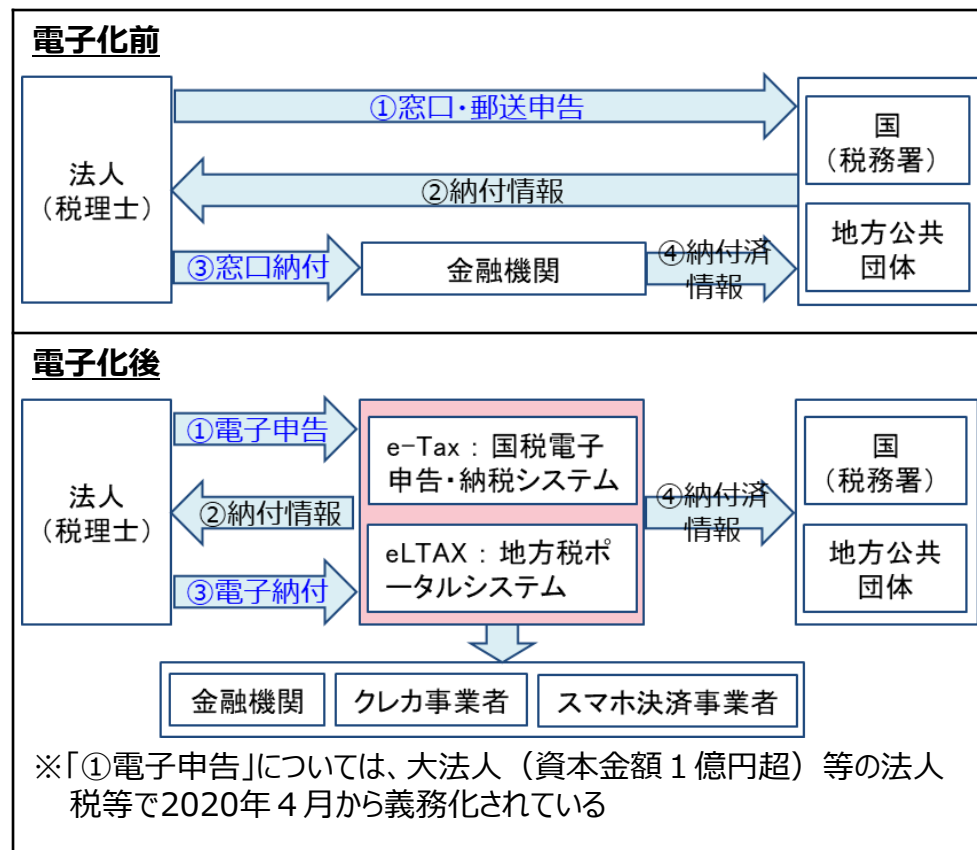 電子化前
①窓口・郵送申告
法人
（税理士）
国
（税務署）
②納付情報
地方公共
団体
③窓口納付
金融機関
④納付済
情報
電子化後
①電子申告
e-Tax：国税電子
申告・納税システム
法人
（税理士）
②納付情報
④納付済
情報
国
（税務署）
eLTAX：地方税ポ
ータルシステム
③電子納付
地方公共
団体
金融機関
クレカ事業者
スマホ決済事業者
※「①電子申告」については、大法人（資本金額１億円超）等の法人
税等で2020年４月から義務化されている